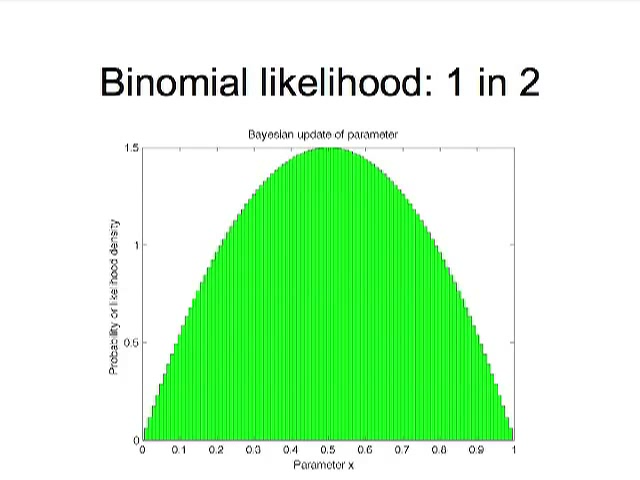 Binomial likelihood: 1 in 2
Bayesian update of parameter
1.5
1
0.5
0
Probability or likelihood density
0 0.1 0.2 0.3 0.4 0.5 0.6 0.7 0.8 0.9 1
Parameter x